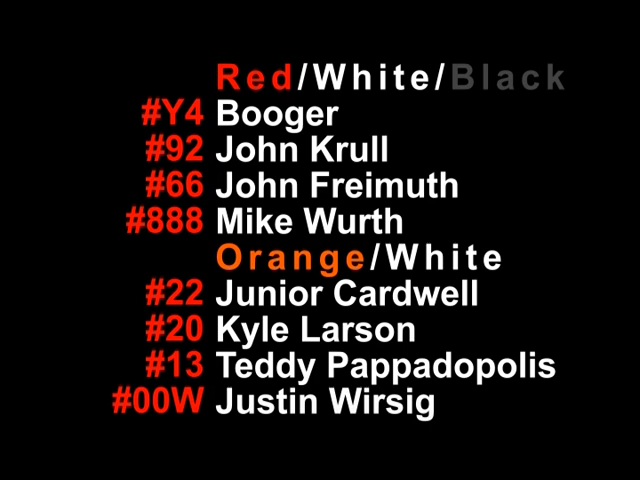 Red/White/Black
#Y4 Booger
#92 John Krull
#66 John Freimuth
#888 Mike Wurth
Orange/White
#22 Junior Cardwell
#20 Kyle Larson
#13 Teddy Pappadopolis
#00W Justin Wirsig